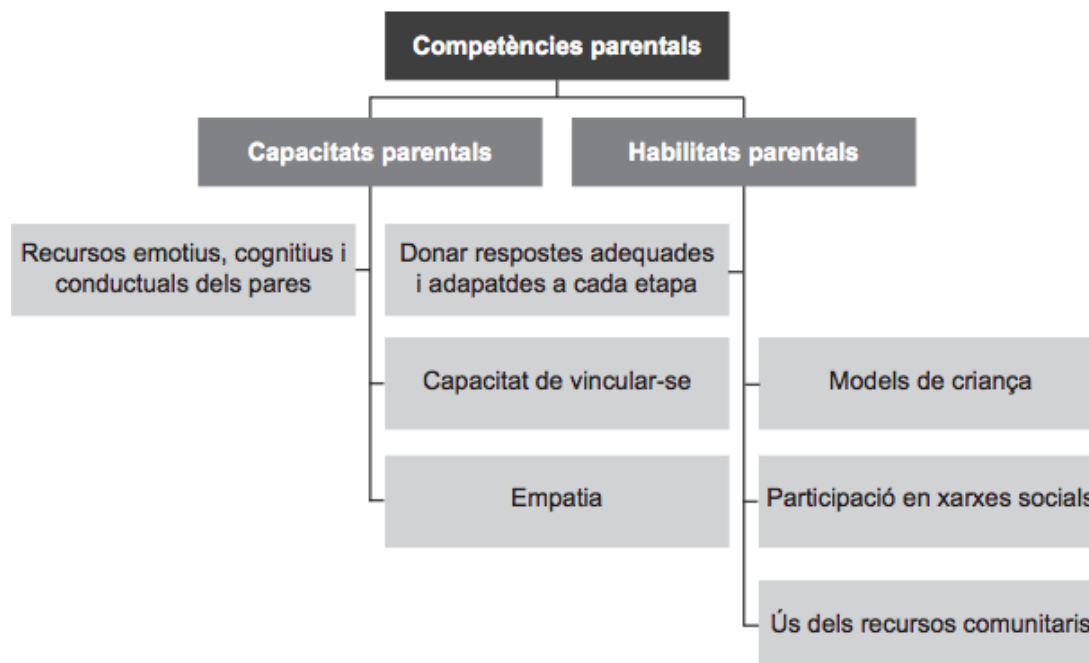 Competències parentals
Capacitats parentals
Habilitats parentals
Recursos emotius, cognitius i
conductuals dels pares
Donar respostes adequades
i adapatdes a cada etapa
Capacitat de vincular-se
Models de criança
Empatia
Participació en xarxes socials
Ús dels recursos comunitaris